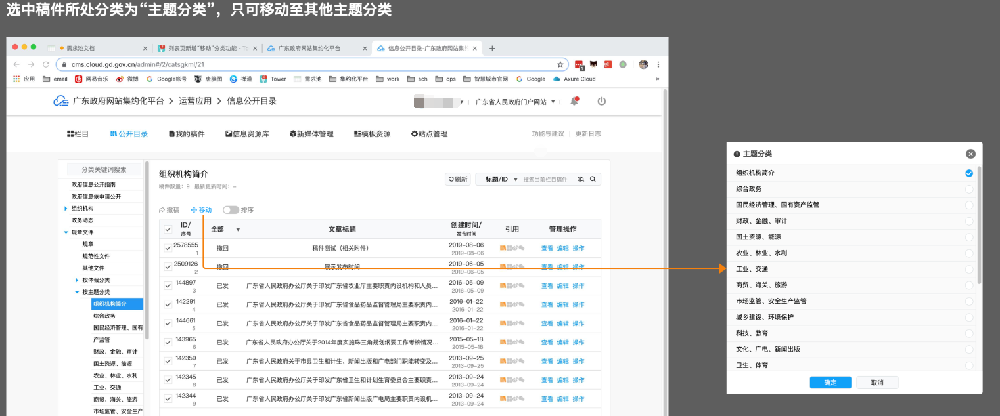 选中稿件所处分类为“主题分类”，只可移动至其他主题分类
需求池文档
列表页新增“移动”分类功能 - T
广东政府网站集约化平台
信息公开目录-广东政府网站集
cms.cloud.gd.gov.cn/admin#/2/catsgkml/21
应用 email 网易音乐 微博 Google帐号 唐脑图 禅道 Tower 需求池 集约化平台 work sch ops 智慧城市官网 Google Axure Cloud »
广东政府网站集约化平台 > 运营应用 > 信息公开目录
广东省人民政府门户网站 ▼
栏目 公开目录 我的稿件 信息资源库 新媒体管理 模板资源 站点管理
功能与建议 | 更新日志
分类关键词搜索
政府信息公开指南
政府信息依申请公开
组织机构
政务动态
规章文件
规章
规范性文件
其他文件
按体裁分类
按主题分类
组织机构简介
综合政务
国民经济管理、国有
产监管
财政、金融、审计
国土资源、能源
农业、林业、水利
工业、交通
商贸、海关、旅游
市场监管、安全生产
组织机构简介
稿件数量：9 最新更新时间：--
刷新
标题/ID ▼ 搜索当前栏目稿件
撤稿 移动 排序
ID/
序号
全部 ▼
文章标题
创建时间/
发布时间
引用
管理操作
2578555
1
撤回 稿件测试（相关附件）
2019-08-06
2019-08-06
查看 编辑 操作
2509126
2
撤回 展示发布时间
2019-06-05
2019-06-05
查看 编辑 操作
144897
3
已发 广东省人民政府办公厅关于印发广东省农业厅主要职责内设机构和人员...
2016-05-09
2016-05-09
查看 编辑 操作
142291
4
已发 广东省人民政府办公厅关于印发广东省食品药品监督管理局主要职责内...
2016-01-22
2016-01-22
查看 编辑 操作
144661
5
已发 广东省人民政府办公厅关于印发广东省食品药品监督管理局主要职责内...
2016-01-22
2016-01-22
查看 编辑 操作
143965
6
已发 广东省人民政府办公厅关于2014年度实施珠三角规划纲要工作考核情况...
2015-05-18
2015-05-18
查看 编辑 操作
142350
7
已发 广东省人民政府关于市县卫生和计生、新闻出版和广电部门职能转变及...
2013-09-25
2013-09-25
查看 编辑 操作
142345
8
已发 广东省人民政府办公厅关于印发广东省卫生和计划生育委员会主要职责...
2013-09-24
2013-09-24
查看 编辑 操作
142344
9
已发 广东省人民政府办公厅关于印发广东省新闻出版广电局主要职责内设机...
2013-09-24
2013-09-24
查看 编辑 操作
主题分类
组织机构简介
综合政务
国民经济管理、国有资产监管
财政、金融、审计
国土资源、能源
农业、林业、水利
工业、交通
商贸、海关、旅游
市场监管、安全生产监管
城乡建设、环境保护
科技、教育
文化、广电、新闻出版
卫生、体育
确定 取消